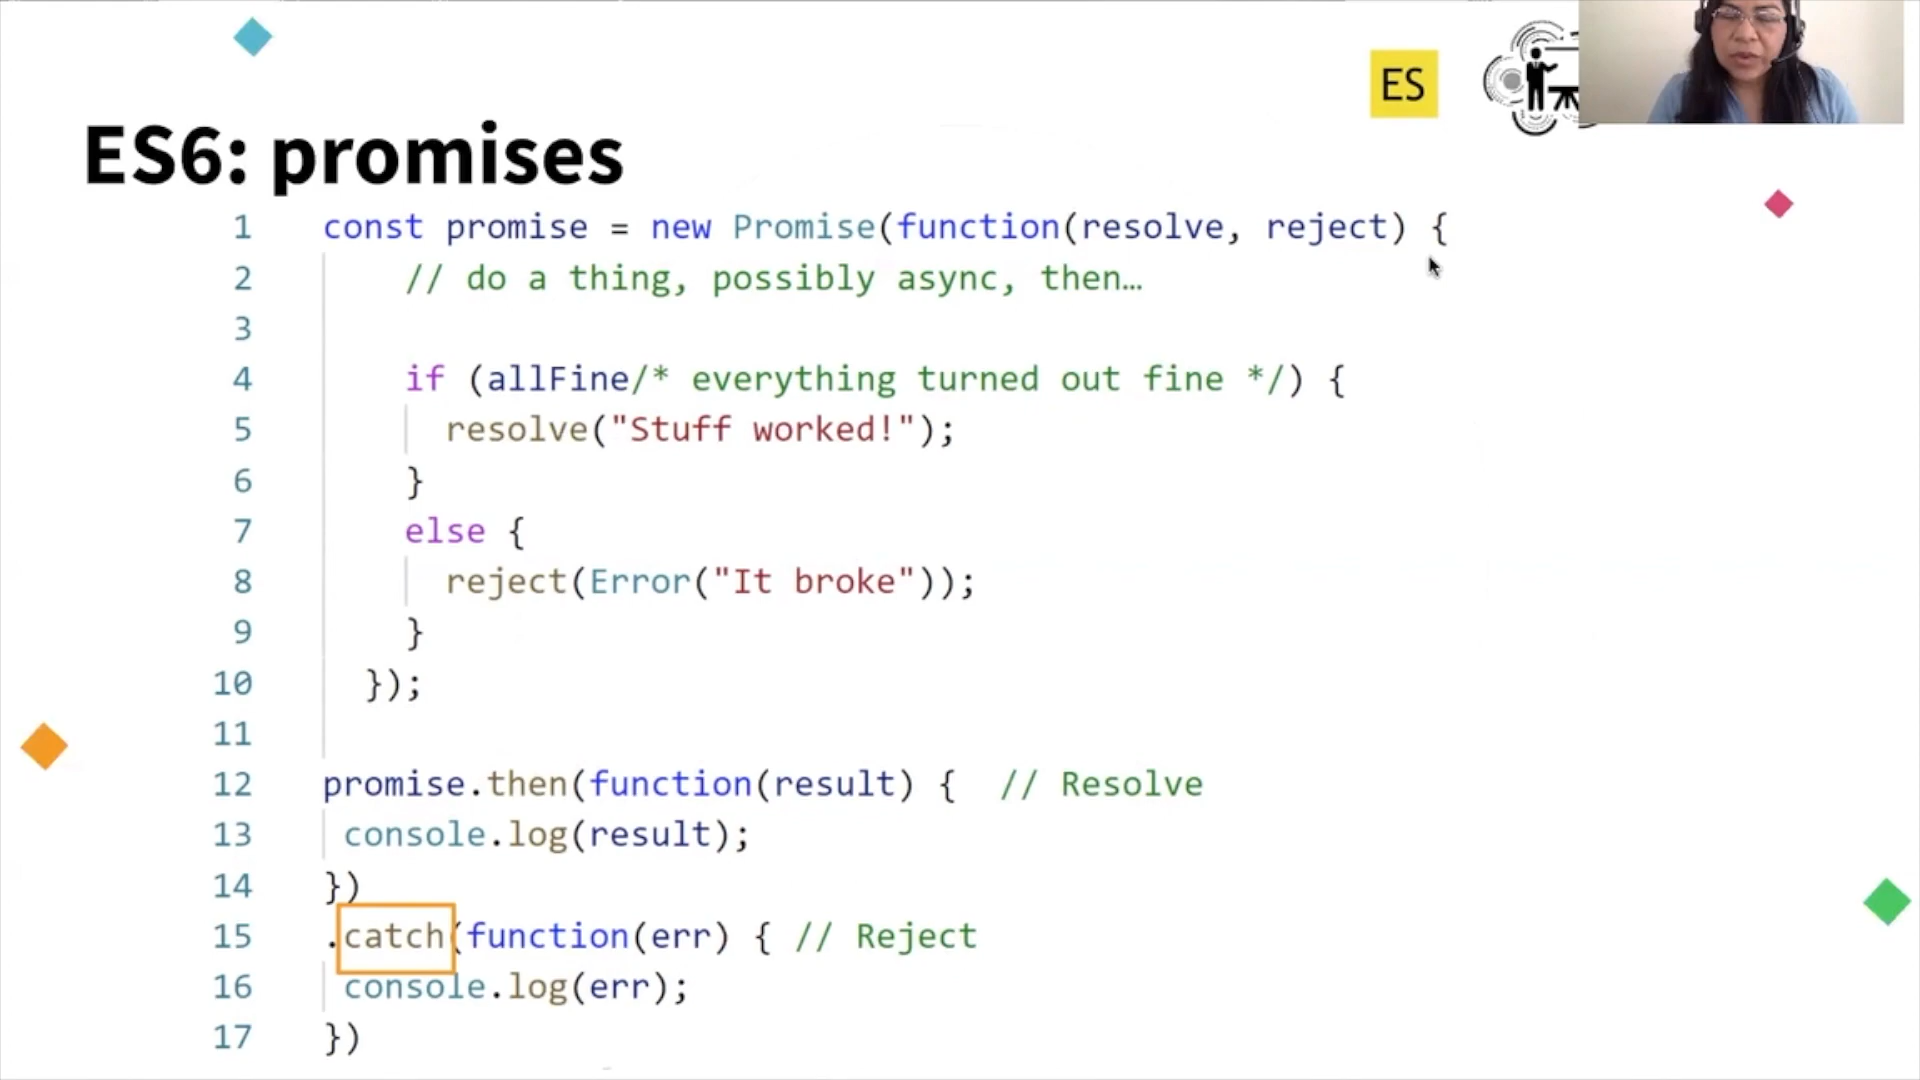 ES
ES6: promises
1 const promise = new Promise(function(resolve, reject) {
2 // do a thing, possibly async, then…
3
4 if (allFine/* everything turned out fine */) {
5 resolve("Stuff worked!");
6 }
7 else {
8 reject(Error("It broke"));
9 }
10 });
11
12 promise.then(function(result) { // Resolve
13 console.log(result);
14 })
15 .catch(function(err) { // Reject
16 console.log(err);
17 })